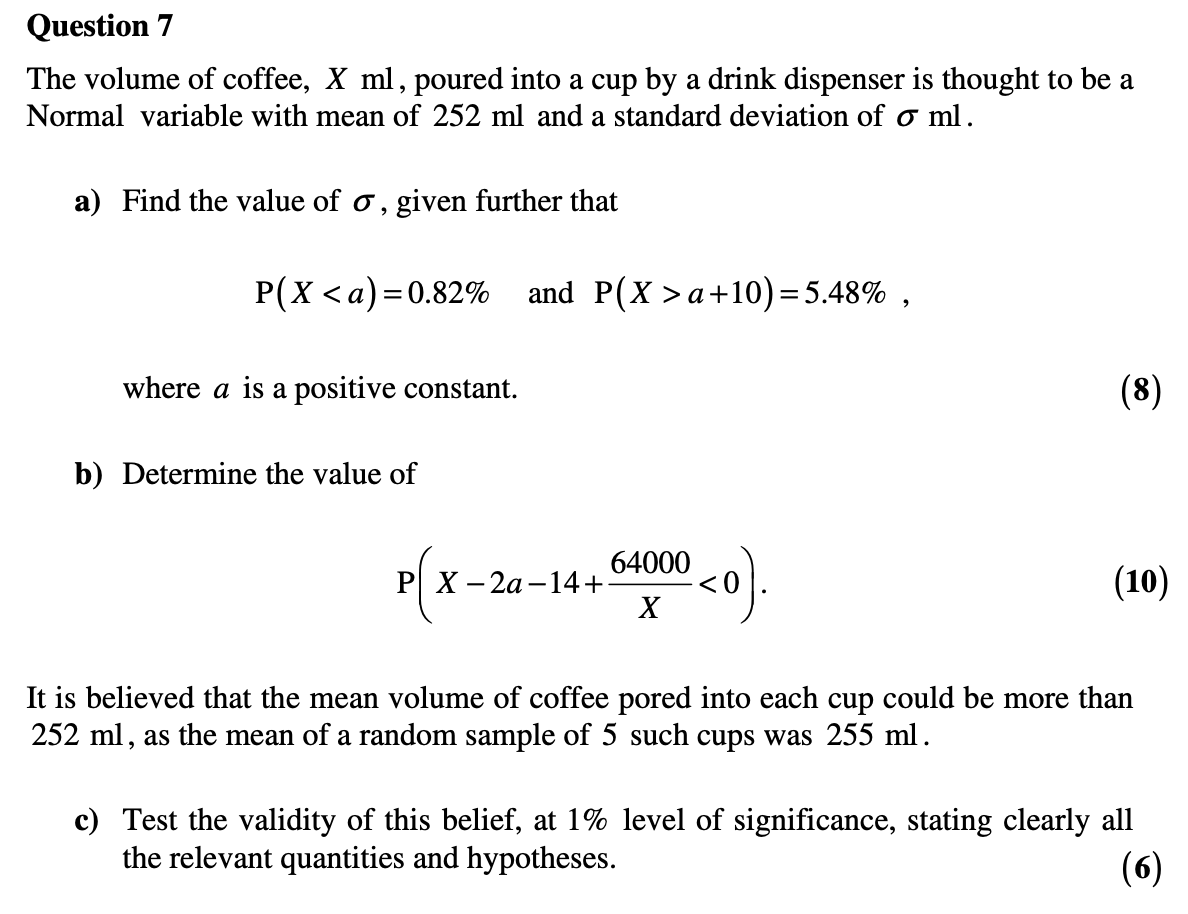 Question 7
The volume of coffee, X ml, poured into a cup by a drink dispenser is thought to be a
Normal variable with mean of 252 ml and a standard deviation of σ ml.
a) Find the value of σ, given further that
P(X < a) = 0.82% and P(X > a+10) = 5.48% ,
where a is a positive constant. (8)
b) Determine the value of
P(X − 2a − 14 + 64000/X < 0). (10)
It is believed that the mean volume of coffee pored into each cup could be more than
252 ml, as the mean of a random sample of 5 such cups was 255 ml.
c) Test the validity of this belief, at 1% level of significance, stating clearly all
the relevant quantities and hypotheses. (6)